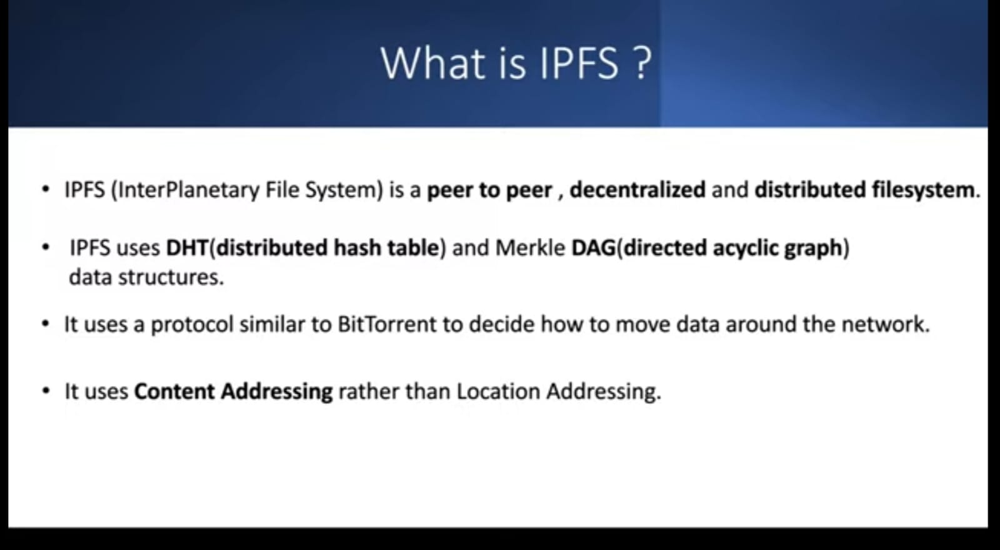 What is IPFS ?
• IPFS (InterPlanetary File System) is a peer to peer , decentralized and distributed filesystem.
• IPFS uses DHT(distributed hash table) and Merkle DAG(directed acyclic graph)
data structures.
• It uses a protocol similar to BitTorrent to decide how to move data around the network.
• It uses Content Addressing rather than Location Addressing.